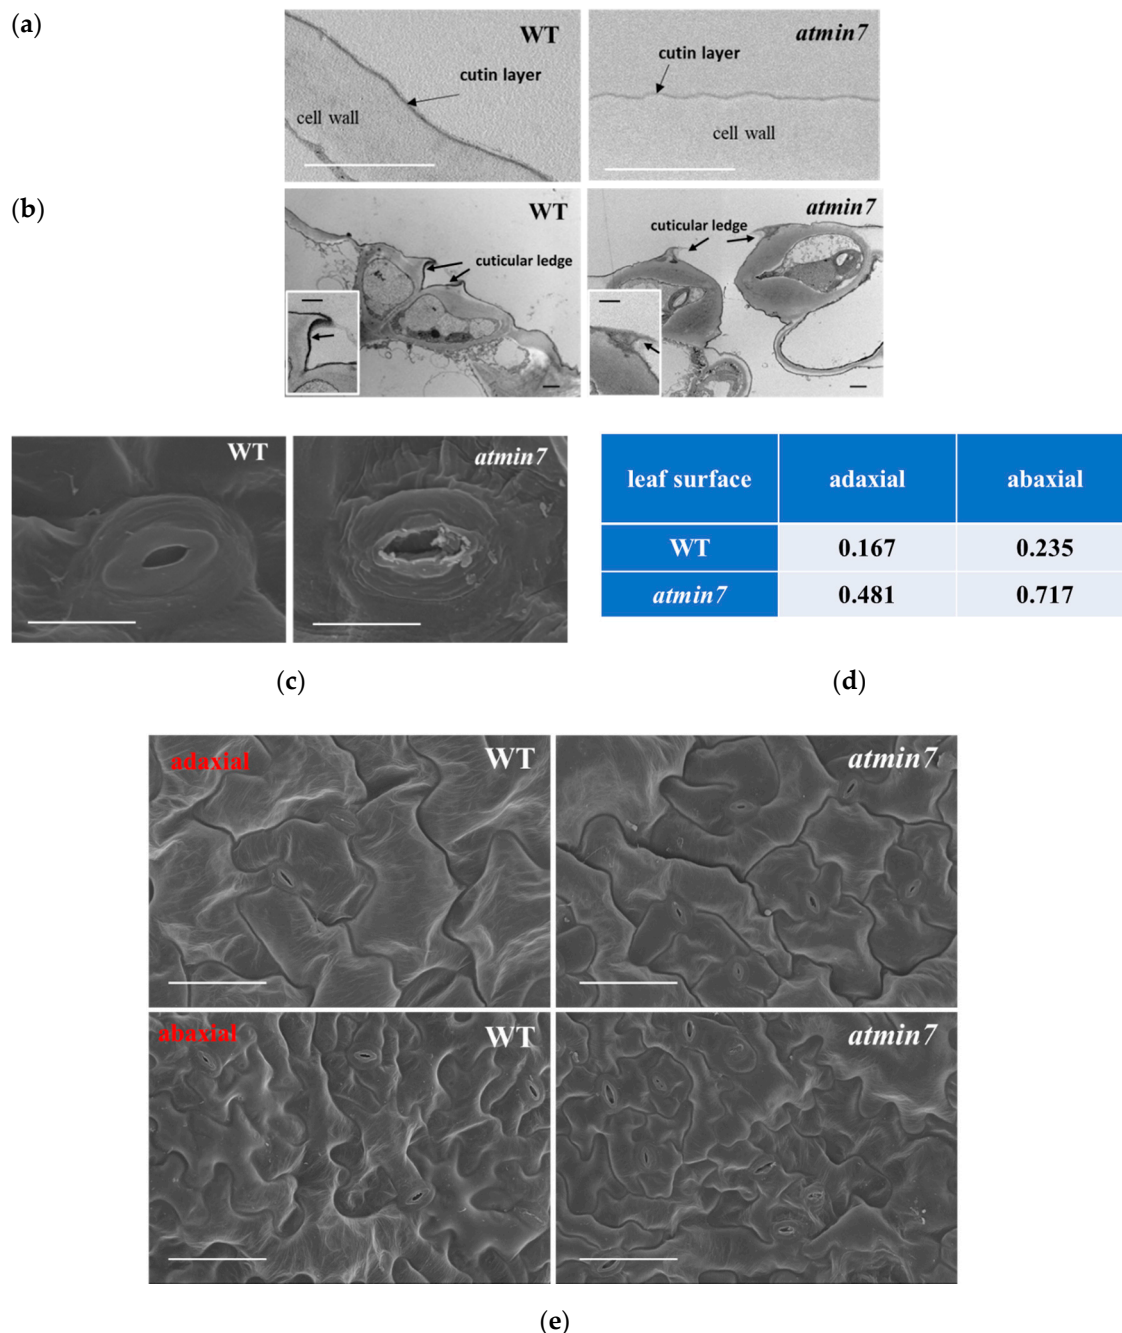 (a)
WT
cutin layer
cell wall
atmin7
cutin layer
cell wall
(b)
WT
cuticular ledge
atmin7
cuticular ledge
WT
atmin7
leaf surface adaxial abaxial
WT 0.167 0.235
atmin7 0.481 0.717
(c)
(d)
adaxial
WT
atmin7
abaxial
WT
atmin7
(e)